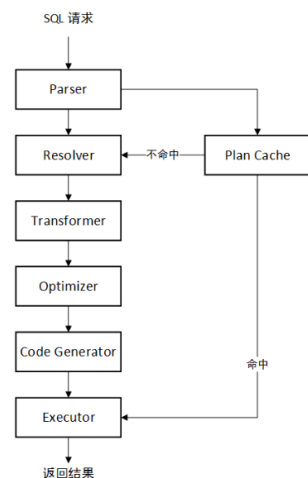 SQL 请求
Parser
Resolver
不命中
Plan Cache
Transformer
Optimizer
Code Generator
命中
Executor
返回结果